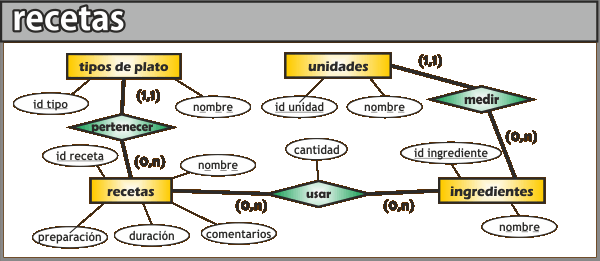 recetas
tipos de plato
unidades
(1,1)
id tipo
(1,1)
nombre
id unidad
nombre
medir
pertenecer
(0,n)
id receta
(0,n)
nombre
cantidad
id ingrediente
recetas
(0,n)
usar
(0,n)
ingredientes
preparación
duración
comentarios
nombre